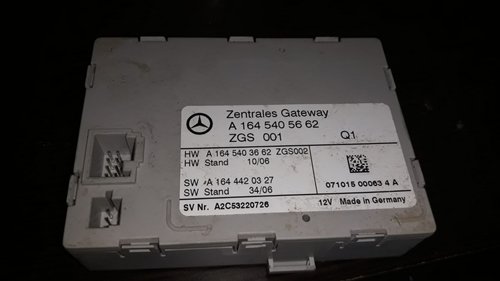 Zentrales Gateway
A 164 540 56 62
ZGS 001 Q1
HW A 164 540 36 62 ZGS002
HW Stand 10/06
SW A 164 442 03 27
SW Stand 34/06
071015 00063 4 A
SV Nr. A2C53220726
12V Made in Germany